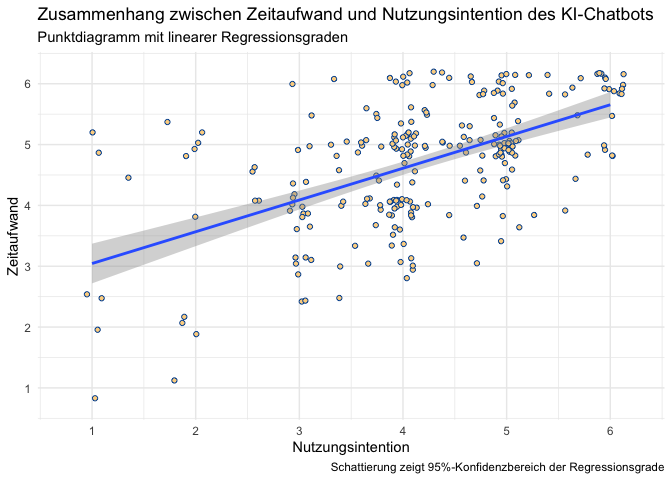 Zusammenhang zwischen Zeitaufwand und Nutzungsintention des KI-Chatbots
Punktdiagramm mit linearer Regressionsgraden
Zeitaufwand
6
5
4
3
2
1
1 2 3 4 5 6
Nutzungsintention
Schattierung zeigt 95%-Konfidenzbereich der Regressionsgrade